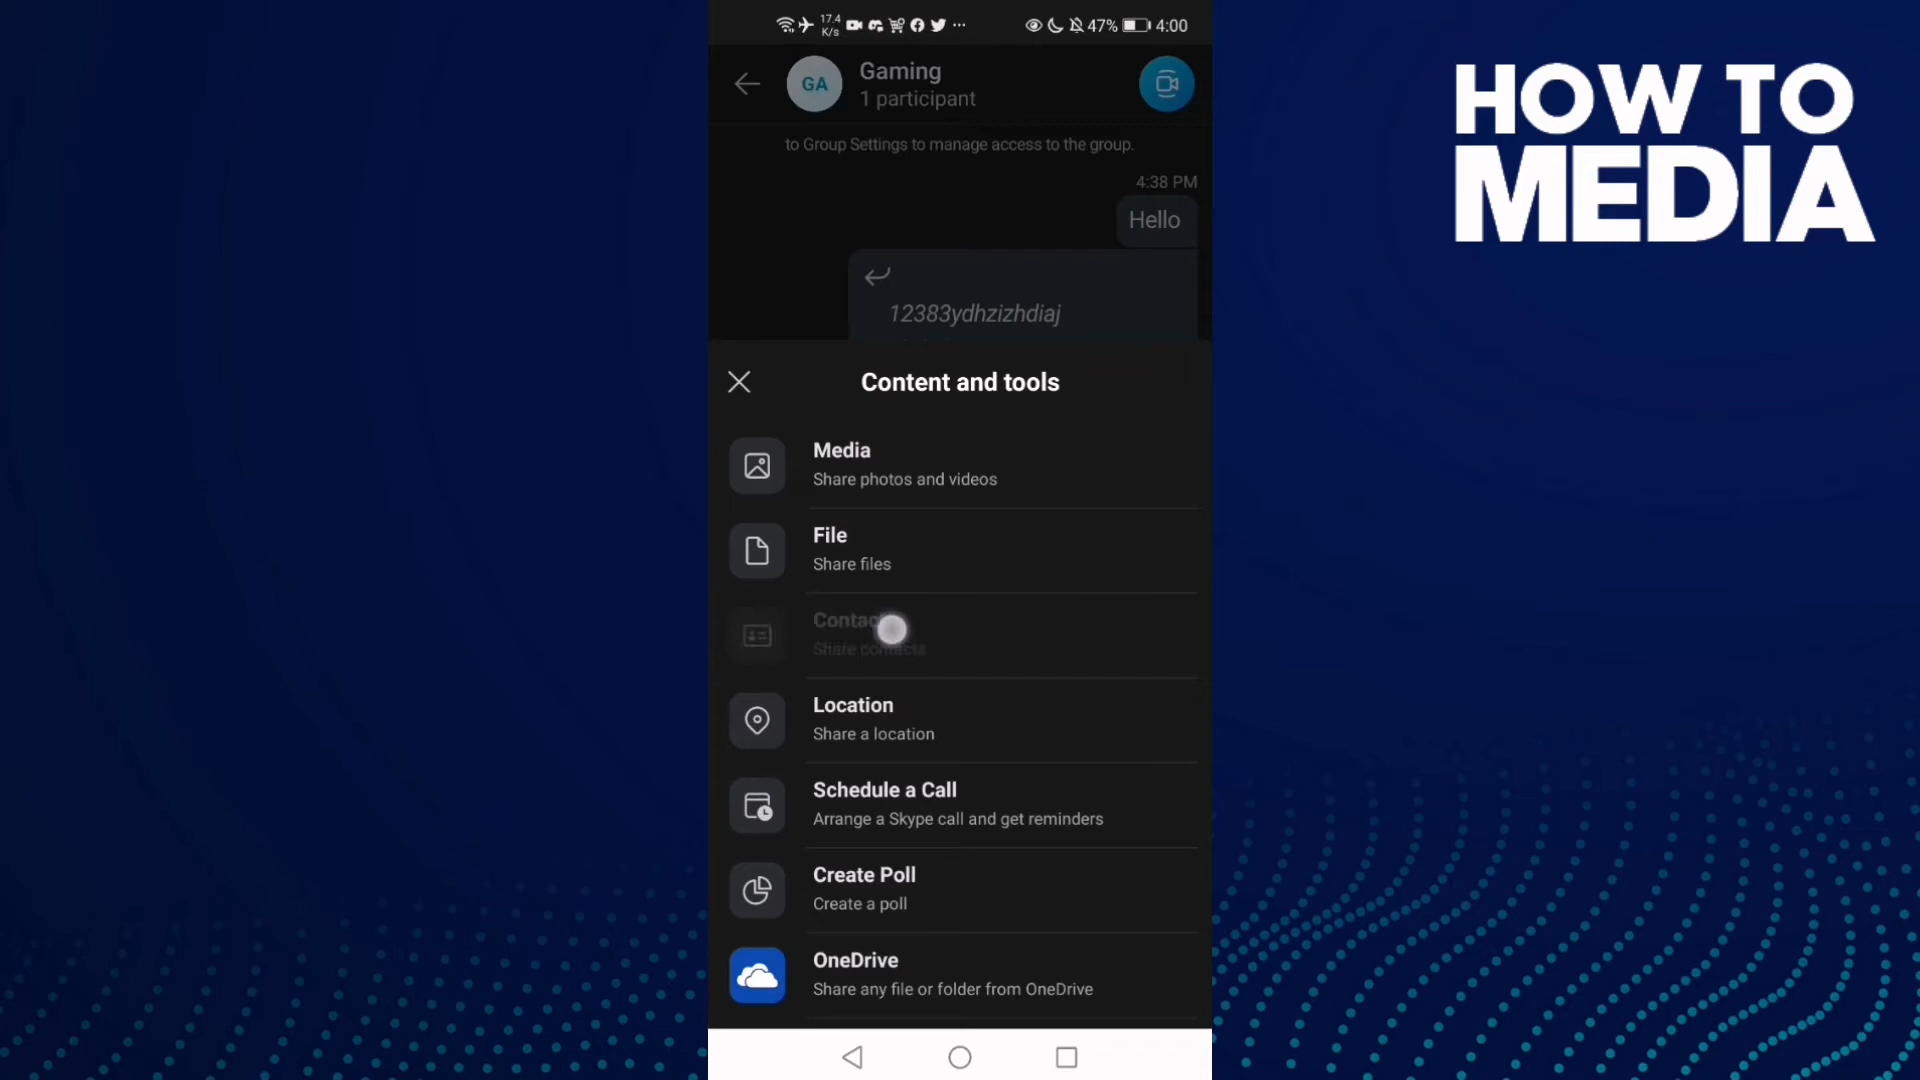 17.4
K/s
47%
4:00
GA
Gaming
1 participant
to Group Settings to manage access to the group.
4:38 PM
Hello
12383ydhzizhdiaj
Content and tools
Media
Share photos and videos
File
Share files
Share contacts
Location
Share a location
Schedule a Call
Arrange a Skype call and get reminders
Create Poll
Create a poll
OneDrive
Share any file or folder from OneDrive
HOW TO
MEDIA